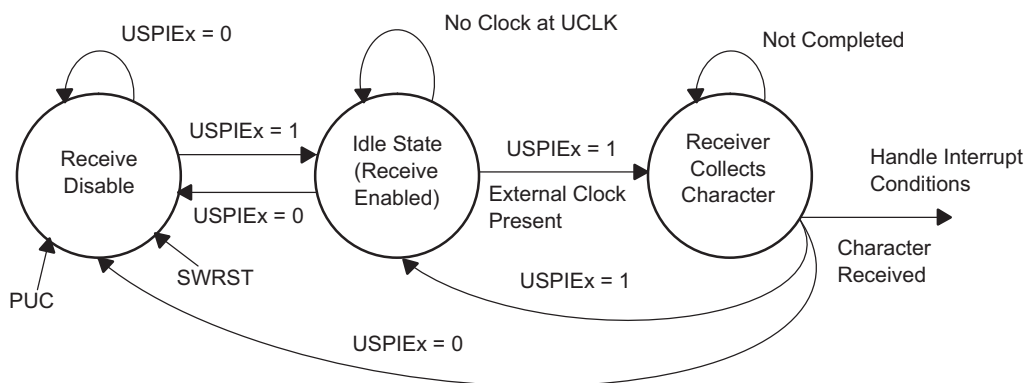 USPIEx = 0
No Clock at UCLK
Not Completed
Receive
Disable
USPIEx = 1
USPIEx = 0
Idle State
(Receive
Enabled)
USPIEx = 1
External Clock
Present
Receiver
Collects
Character
Handle Interrupt
Conditions
Character
Received
PUC
SWRST
USPIEx = 1
USPIEx = 0